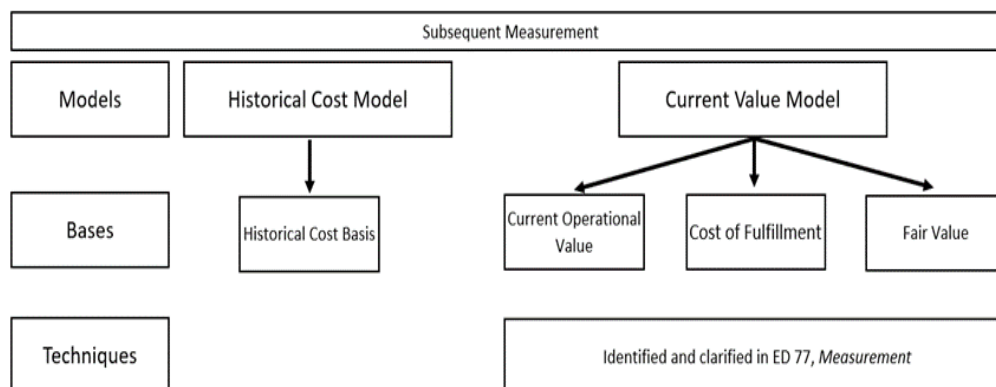 Subsequent Measurement
Models
Historical Cost Model
Current Value Model
Bases
Historical Cost Basis
Current Operational
Value
Cost of Fulfillment
Fair Value
Techniques
Identified and clarified in ED 77, Measurement